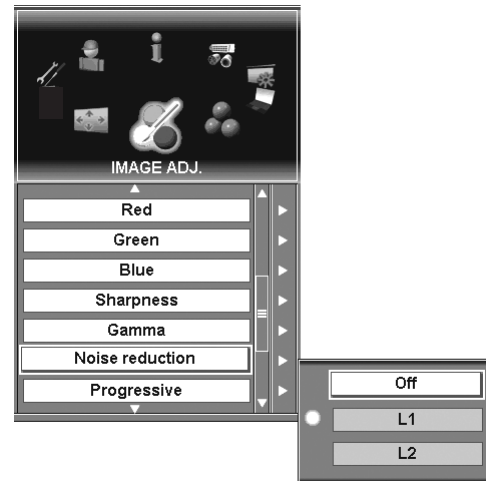 IMAGE ADJ.
Red
Green
Blue
Sharpness
Gamma
Noise reduction
Progressive
Off
L1
L2